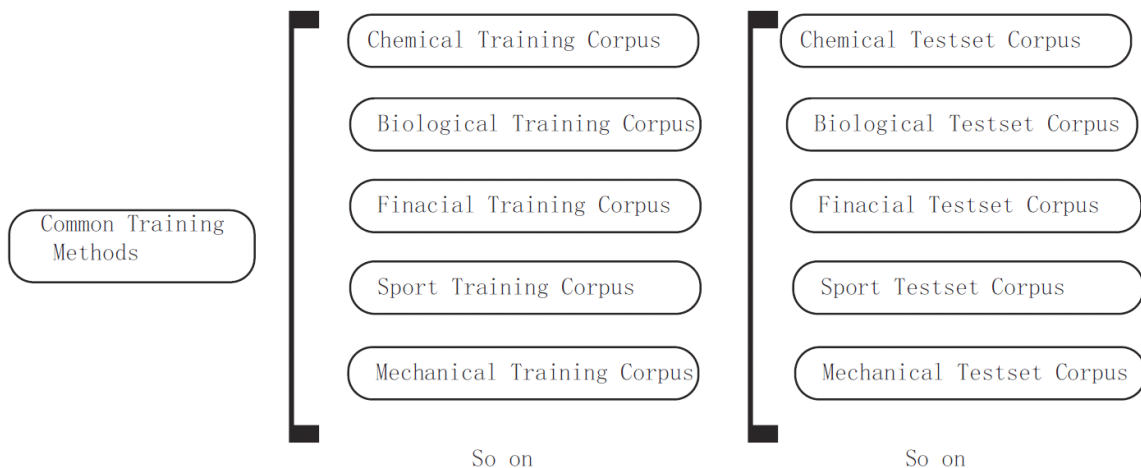 Common Training
Methods
Chemical Training Corpus
Biological Training Corpus
Finacial Training Corpus
Sport Training Corpus
Mechanical Training Corpus
So on
Chemical Testset Corpus
Biological Testset Corpus
Finacial Testset Corpus
Sport Testset Corpus
Mechanical Testset Corpus
So on